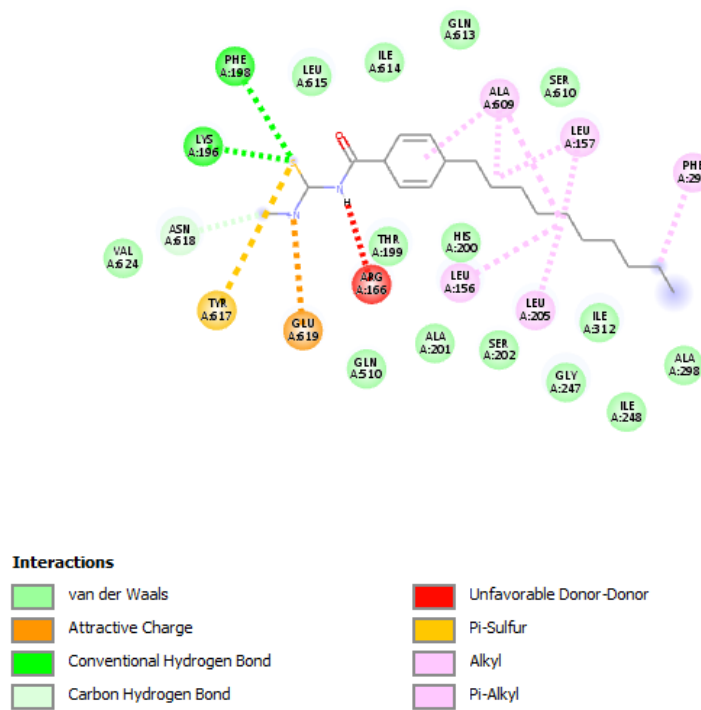 GLN
A:613
PHE
A:198
LEU
A:615
ILE
A:614
ALA
A:609
SER
A:610
LEU
A:157
LYS
A:196
PHE
A:29
N
N
H
O
ASN
A:618
VAL
A:624
THR
A:199
HIS
A:200
ARG
A:166
LEU
A:156
TYR
A:617
GLU
A:619
LEU
A:205
ILE
A:312
ALA
A:201
SER
A:202
GLN
A:510
GLY
A:247
ALA
A:298
ILE
A:248
Interactions
van der Waals
Attractive Charge
Conventional Hydrogen Bond
Carbon Hydrogen Bond
Unfavorable Donor-Donor
Pi-Sulfur
Alkyl
Pi-Alkyl